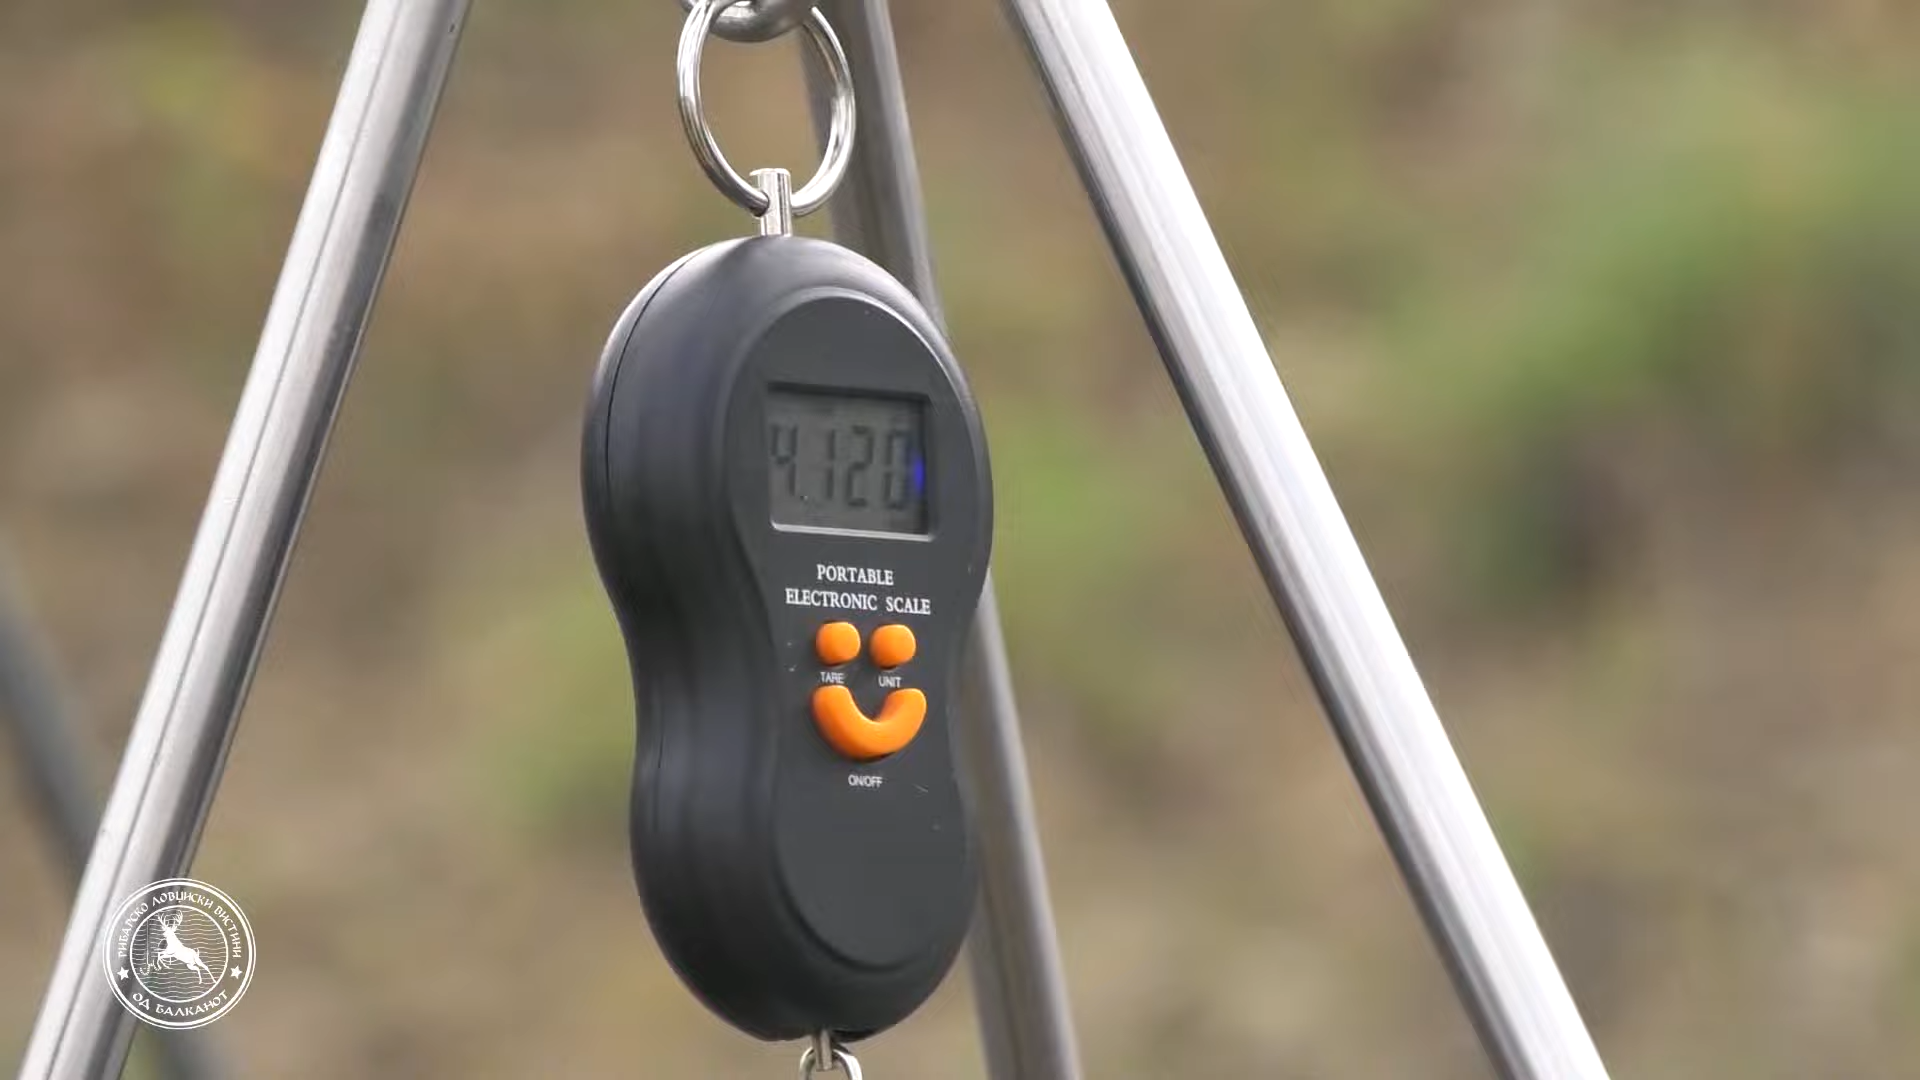 4.120
PORTABLE
ELECTRONIC SCALE
TARE UNIT
ON/OFF
РИБАРСКО ЛОВЏИСКИ ВИСТИНИ
ОД БАЛКАНОТ